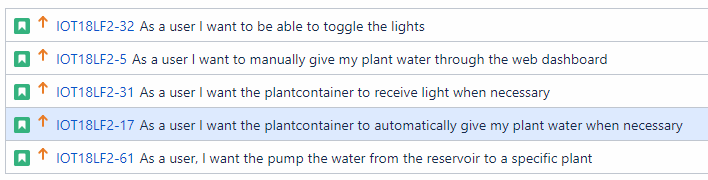 IOT18LF2-32 As a user I want to be able to toggle the lights
IOT18LF2-5 As a user I want to manually give my plant water through the web dashboard
IOT18LF2-31 As a user I want the plantcontainer to receive light when necessary
IOT18LF2-17 As a user I want the plantcontainer to automatically give my plant water when necessary
IOT18LF2-61 As a user, I want the pump the water from the reservoir to a specific plant